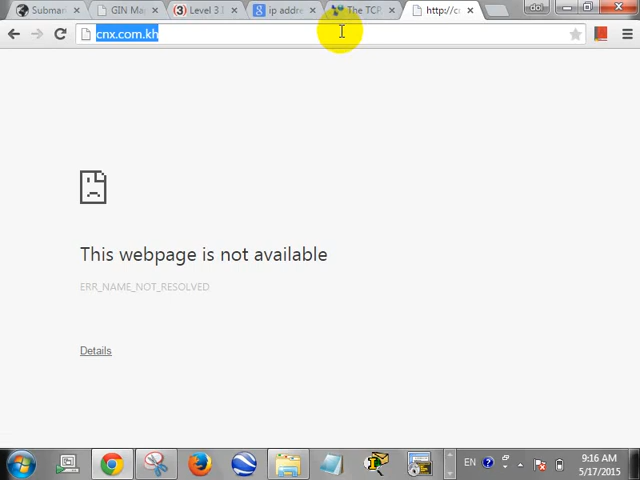 Submar
GIN Ma
Level 3
ip addre
The TCP
http://c
doi
cnx.com.kh
This webpage is not available
ERR_NAME_NOT_RESOLVED
Details
EN
9:16 AM
5/17/2015